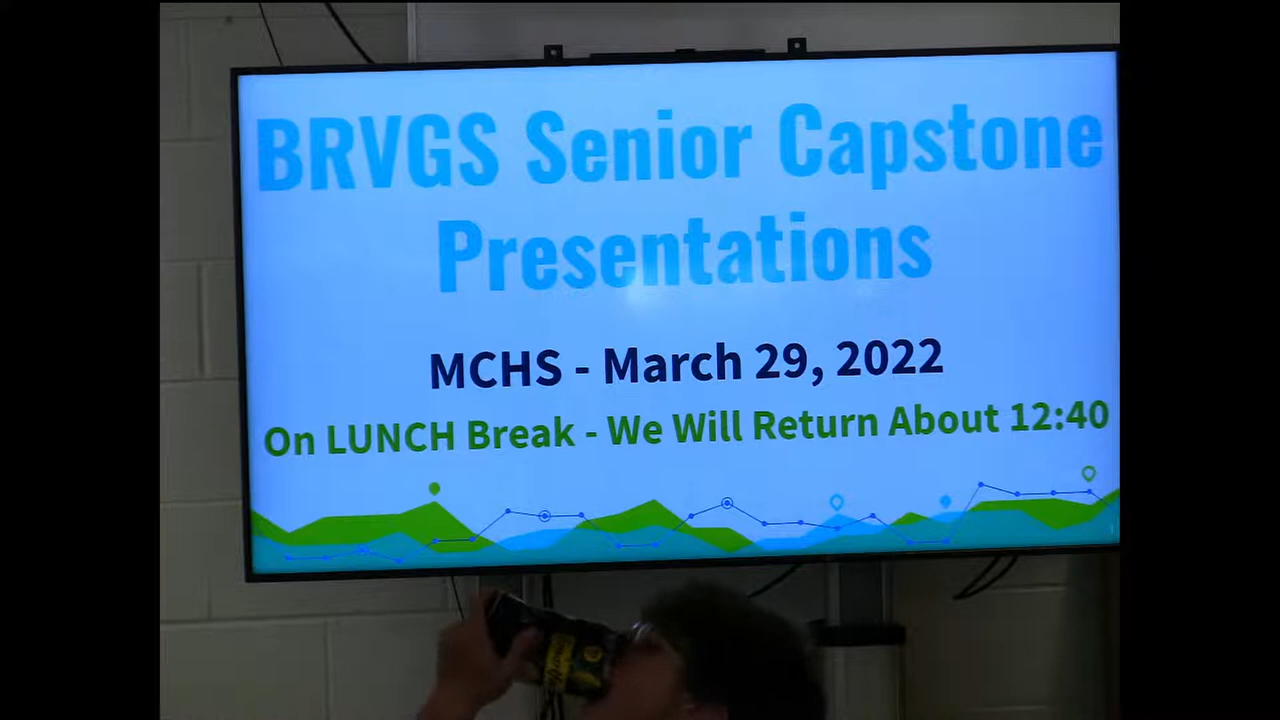 BRVGS Senior Capstone
Presentations
MCHS - March 29, 2022
On LUNCH Break - We Will Return About 12:40